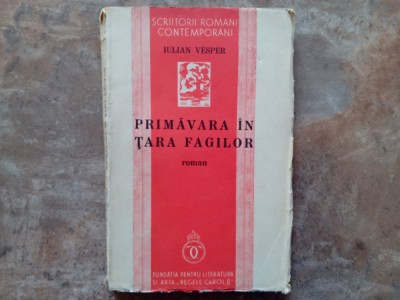 SCRIITORII ROMANI
CONTEMPORANI
IULIAN VESPER
PRIMĂVARA ÎN
ȚARA FAGILOR
roman
FUNDAȚIA PENTRU LITERATURĂ
ȘI ARTĂ „REGELE CAROL II"